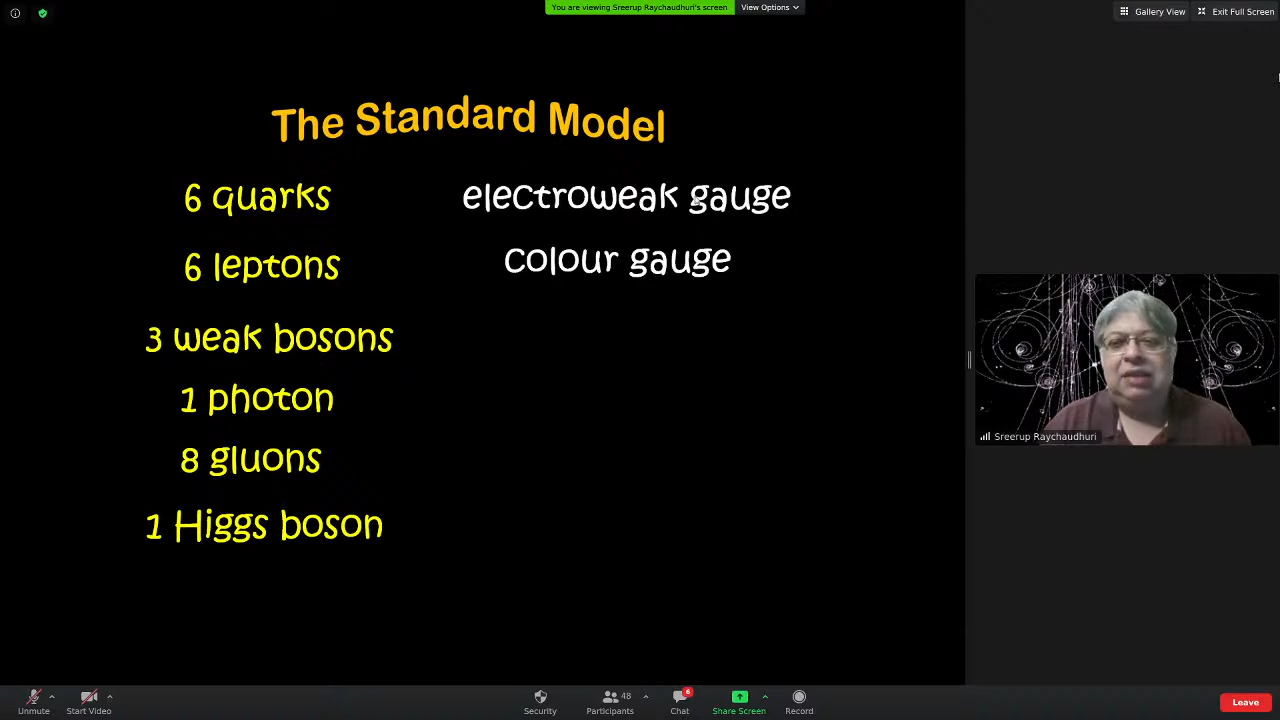 You are viewing Sreerup Raychaudhuri's screen
View Options
Gallery View
Exit Full Screen
The Standard Model
6 quarks
electroweak gauge
6 leptons
colour gauge
3 weak bosons
1 photon
8 gluons
1 Higgs boson
Sreerup Raychaudhuri
Unmute
Start Video
Security
Participants
48
Chat
6
Share Screen
Record
Leave